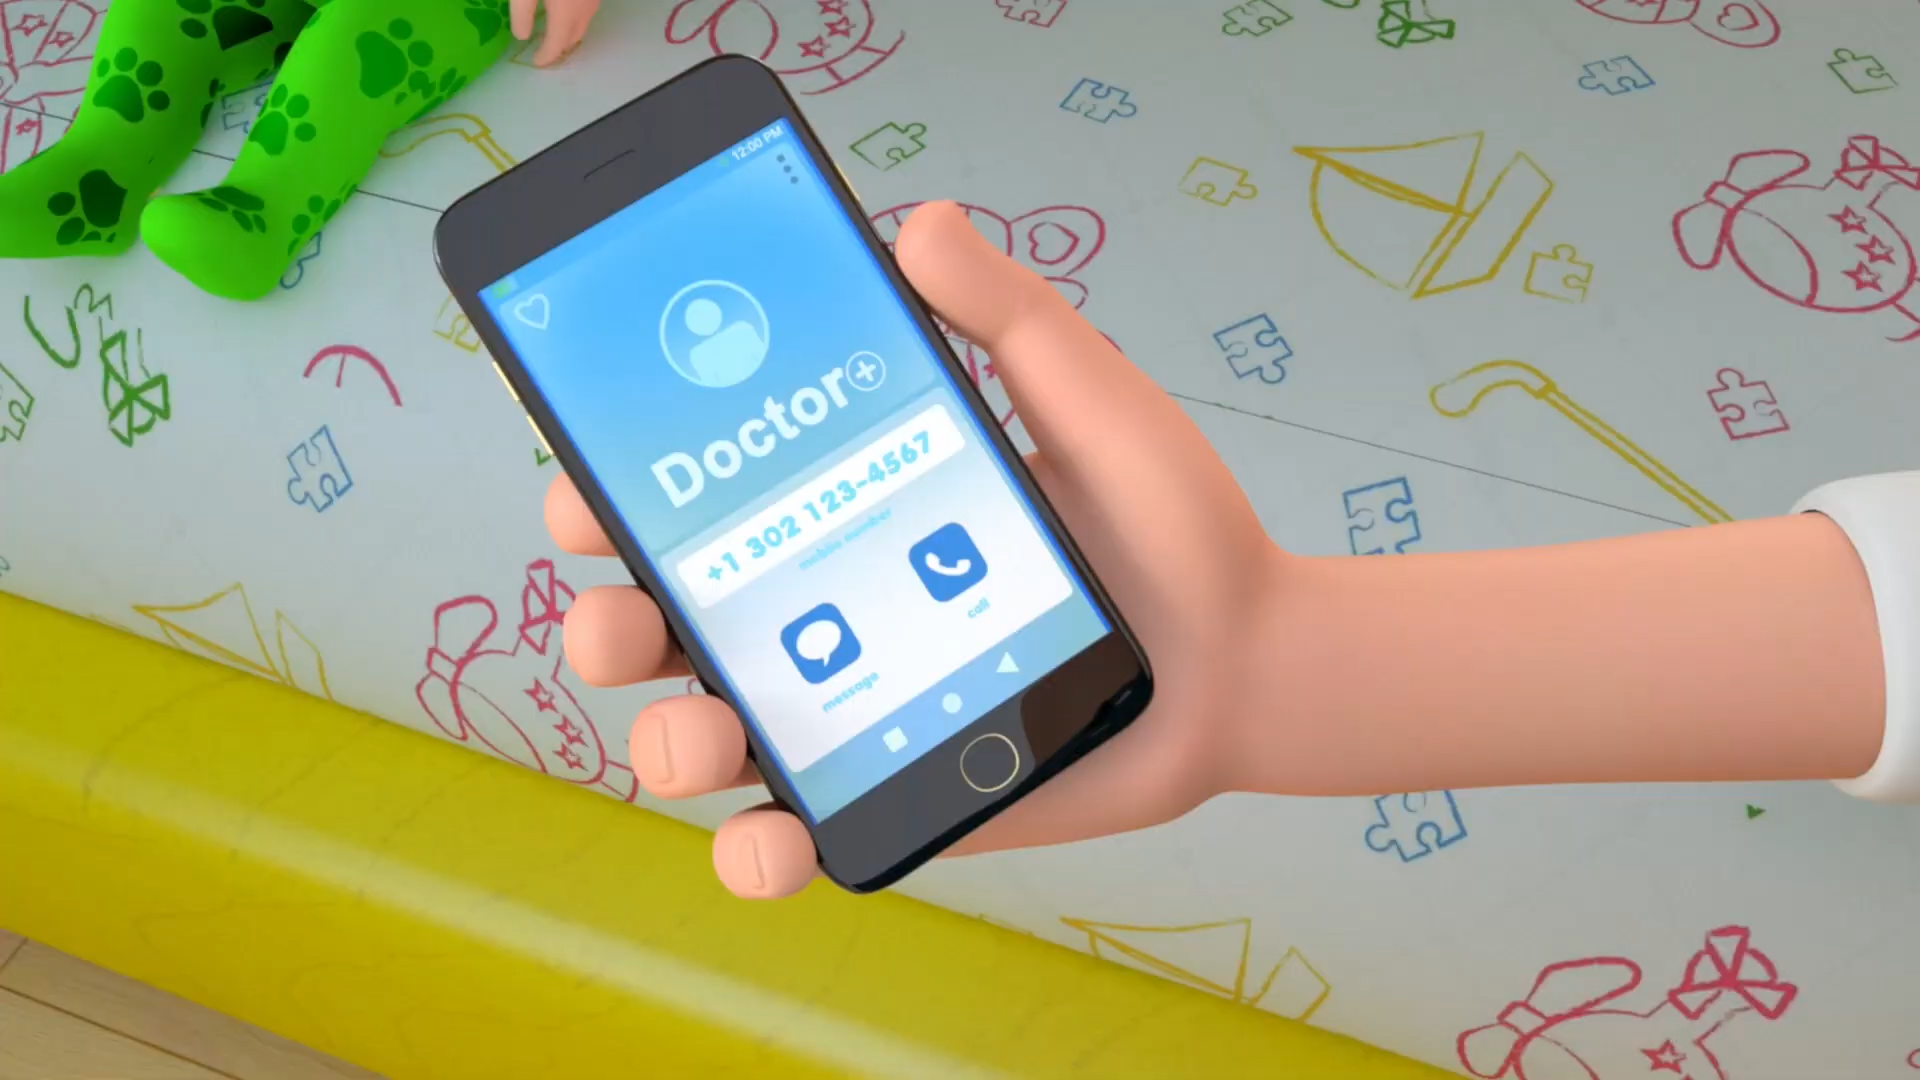 12:00 PM
Doctor
+1 302 123-4567
mobile number
message
call